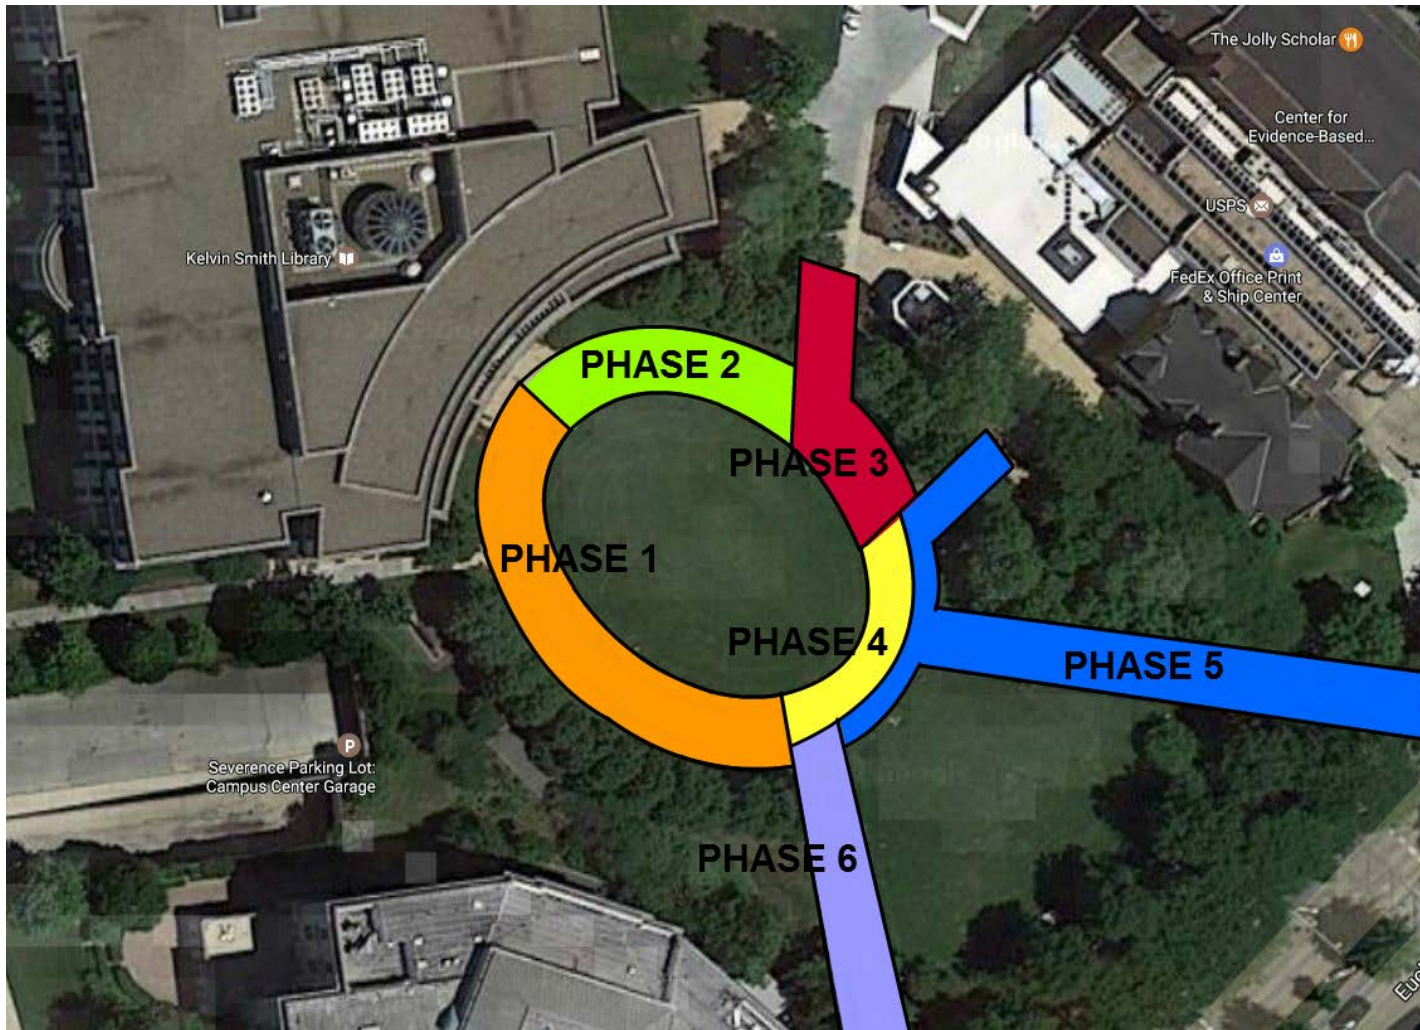 The Jolly Scholar
Center for
Evidence-Based...
USPS
Kelvin Smith Library
FedEx Office Print
& Ship Center
PHASE 2
PHASE 3
PHASE 1
PHASE 4
PHASE 5
P
Severence Parking Lot:
Campus Center Garage
PHASE 6